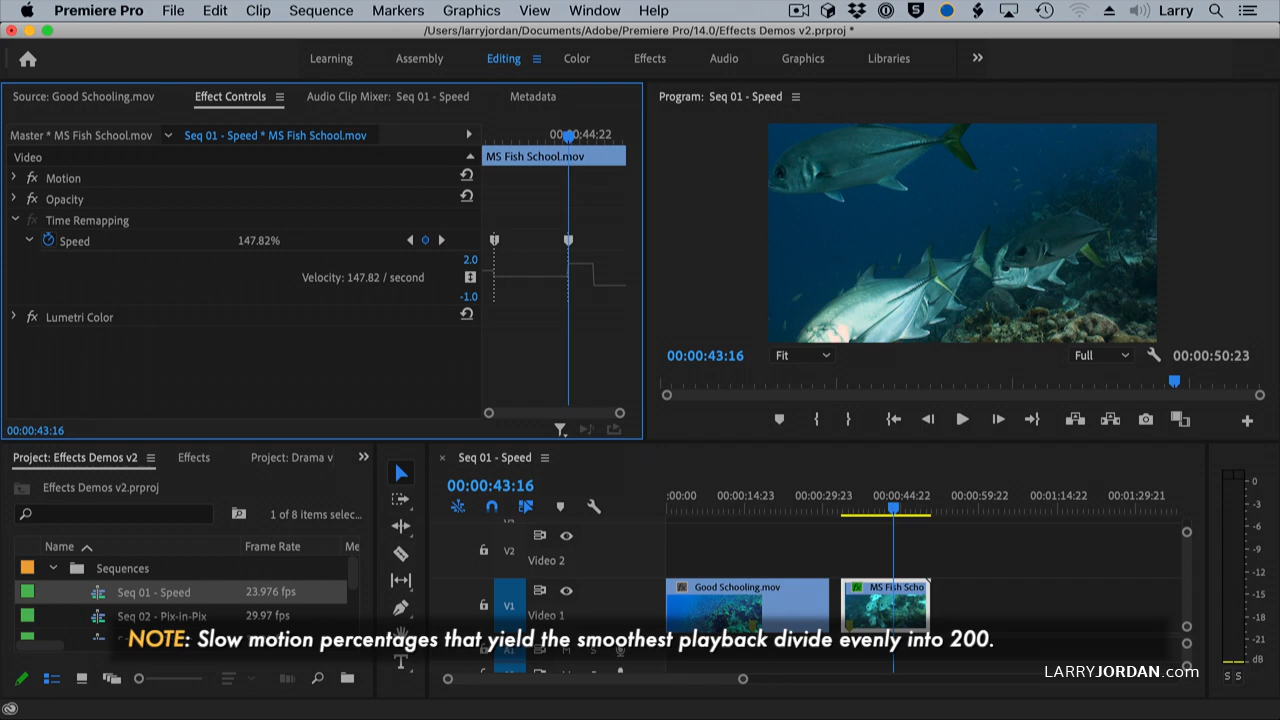 Premiere Pro File Edit Clip Sequence Markers Graphics View Window Help Larry
/Users/larryjordan/Documents/Adobe/Premiere Pro/14.0/Effects Demos v2.prproj *
Learning Assembly Editing Color Effects Audio Graphics Libraries
Source: Good Schooling.mov Effect Controls Audio Clip Mixer: Seq 01 - Speed Metadata
Program: Seq 01 - Speed
Master * MS Fish School.mov Seq 01 - Speed * MS Fish School.mov
Video MS Fish School.mov
fx Motion
fx Opacity
fx Time Remapping
Speed 147.82%
2.0
Velocity: 147.82 / second
-1.0
fx Lumetri Color
00:00:43:16
00:00:43:16 Fit Full 00:00:50:23
Project: Effects Demos v2 Effects Project: Drama v
Effects Demos v2.prproj
1 of 8 items selec...
Name Frame Rate Me
Sequences
Seq 01 - Speed 23.976 fps
Seq 02 - Pix-in-Pix 29.97 fps
Seq 01 - Speed
00:00:43:16
:00:00 00:00:14:23 00:00:29:23 00:00:44:22 00:00:59:22 00:01:14:22 00:01:29:21
V2 Video 2
V1 Video 1
fx Good Schooling.mov fx MS Fish Scho
0
-3
-6
-9
-12
-15
-18
-21
-24
-27
-30
dB
S S
NOTE: Slow motion percentages that yield the smoothest playback divide evenly into 200.
LARRYJORDAN.com